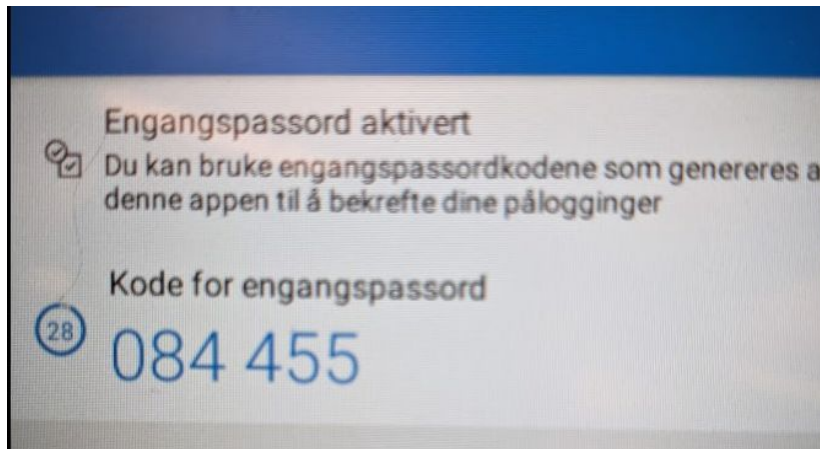 Engangspassord aktivert
Du kan bruke engangspassordkodene som genereres a
denne appen til å bekrefte dine pålogginger
Kode for engangspassord
28
084 455